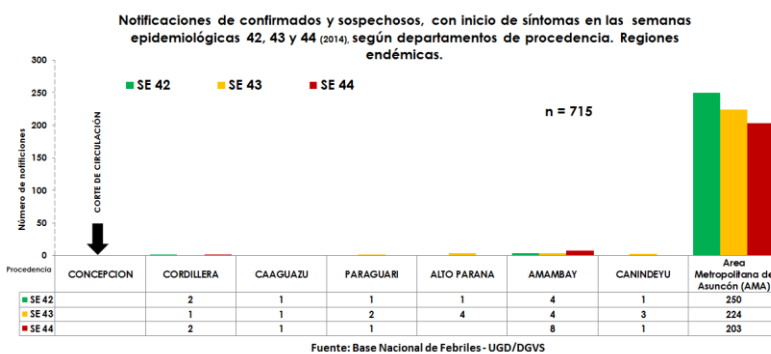 Notificaciones de confirmados y sospechosos, con inicio de síntomas en las semanas
epidemiológicas 42, 43 y 44 (2014), según departamentos de procedencia. Regiones
endémicas.
SE 42 SE 43 SE 44
n = 715
Número de notificiones
300
250
200
150
100
50
0
CORTE DE CIRCULACIÓN
Procedencia CONCEPCION CORDILLERA CAAGUAZU PARAGUARI ALTO PARANA AMAMBAY CANINDEYU Area
Metropolitana de
Asuncón (AMA)
SE 42 2 1 1 1 4 1 250
SE 43 1 1 2 4 4 3 224
SE 44 2 1 1 8 1 203
Fuente: Base Nacional de Febriles - UGD/DGVS